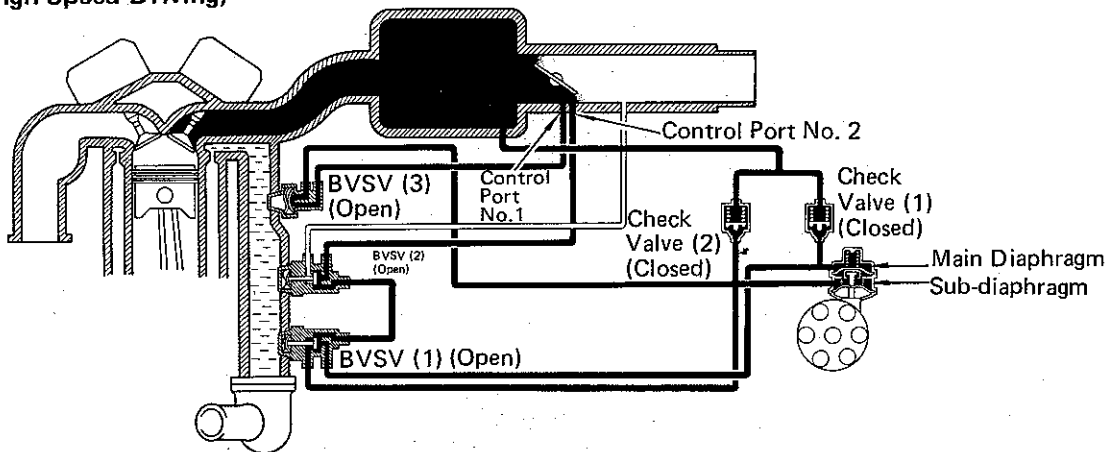 Speed Driving)
Control Port No. 2
Control
Port
No.1
BVSV (3)
(Open)
Check
Valve (1)
(Closed)
Check
Valve (2)
(Closed)
BVSV (2)
(Open)
Main Diaphragm
Sub-diaphragm
BVSV (1) (Open)